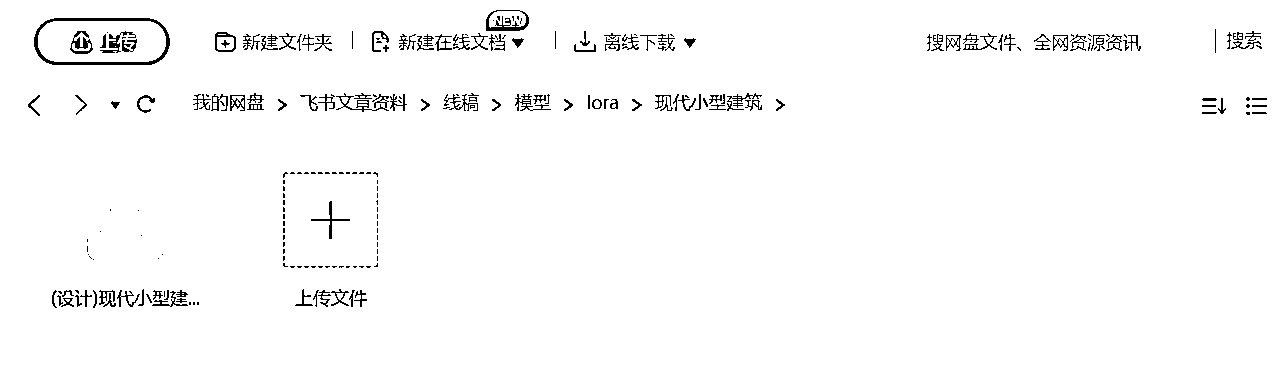 NEW
上传 新建文件夹 新建在线文档 离线下载 搜网盘文件、全网资源资讯 搜索
我的网盘 > 飞书文章资料 > 线稿 > 模型 > lora > 现代小型建筑 >
(设计)现代小型建... 上传文件